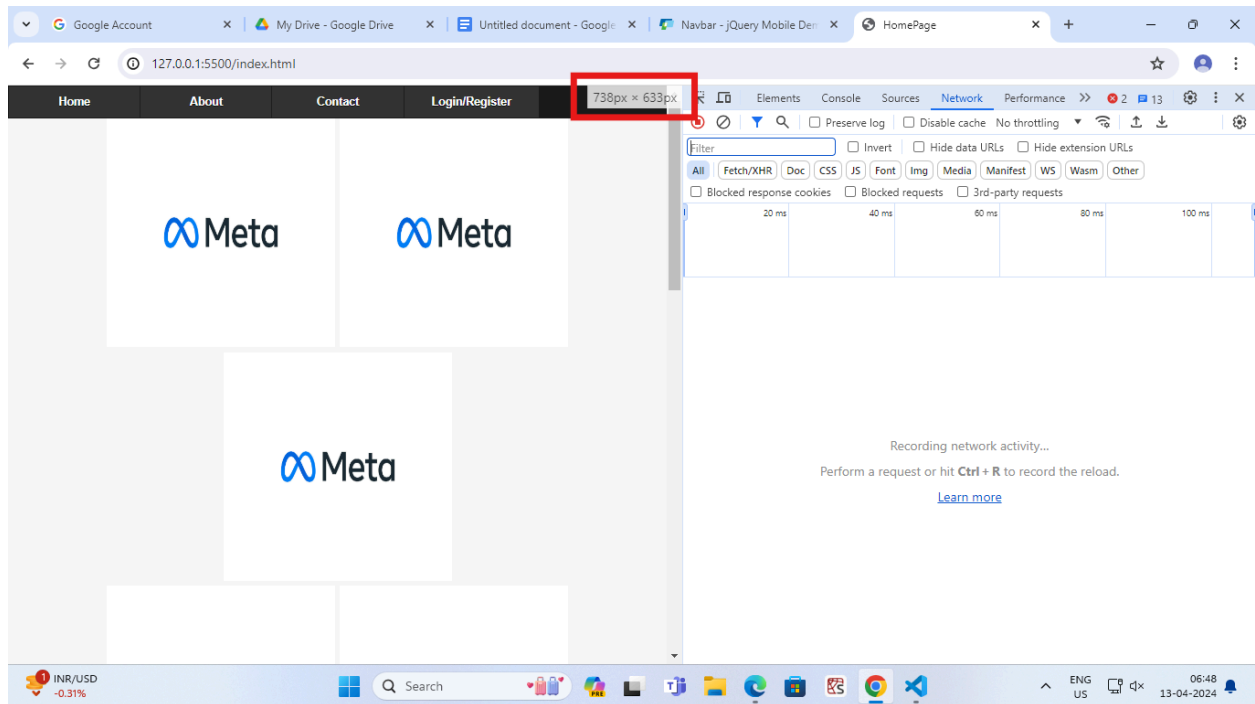 Google Account
My Drive - Google Drive
Untitled document - Google
Navbar - jQuery Mobile Den
HomePage
127.0.0.1:5500/index.html
Home About Contact Login/Register
738px × 633px
Elements Console Sources Network Performance 2 13
Preserve log Disable cache No throttling
Filter Invert Hide data URLs Hide extension URLs
All Fetch/XHR Doc CSS JS Font Img Media Manifest WS Wasm Other
Blocked response cookies Blocked requests 3rd-party requests
20 ms 40 ms 60 ms 80 ms 100 ms
Meta Meta
Meta
Recording network activity...
Perform a request or hit Ctrl + R to record the reload.
Learn more
1
INR/USD
-0.31%
Search
PRE
ENG
US
06:48
13-04-2024